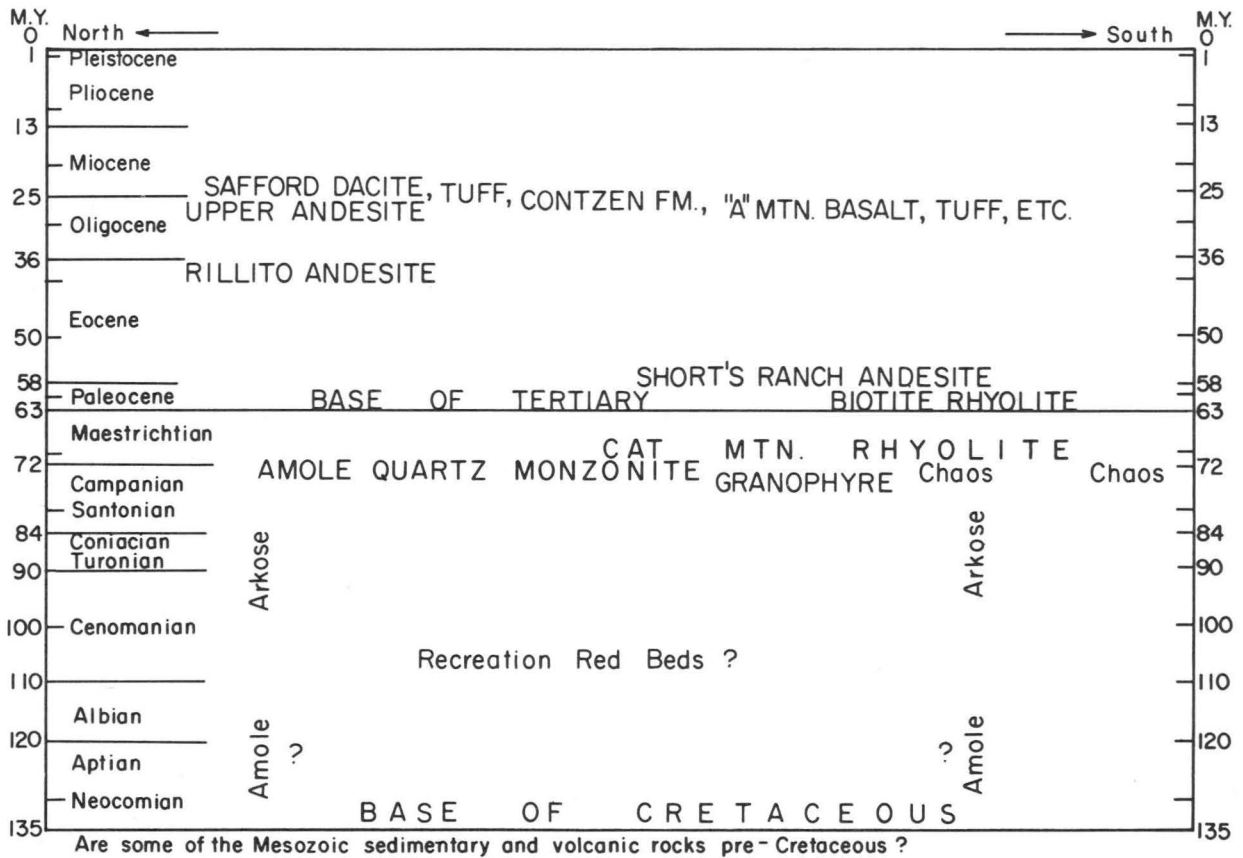 M.Y. M.Y.
0 North South 0
1 Pleistocene 1
Pliocene
13 13
Miocene
SAFFORD DACITE, TUFF, CONTZEN FM., "A" MTN. BASALT, TUFF, ETC.
25 25
UPPER ANDESITE
Oligocene
36 36
RILLITO ANDESITE
Eocene
50 50
SHORT'S RANCH ANDESITE
58 58
Paleocene BASE OF TERTIARY BIOTITE RHYOLITE
63 63
Maestrichtian
CAT MTN. RHYOLITE
72 AMOLE QUARTZ MONZONITE Chaos Chaos 72
Campanian GRANOPHYRE
Santonian
84 84
Coniacian
Turonian
Amole Arkose Amole Arkose
90 90
100 Cenomanian 100
Recreation Red Beds ?
110 110
Albian
120 120
? ?
Aptian
Neocomian
BASE OF CRETACEOUS
135 135
Are some of the Mesozoic sedimentary and volcanic rocks pre-Cretaceous ?